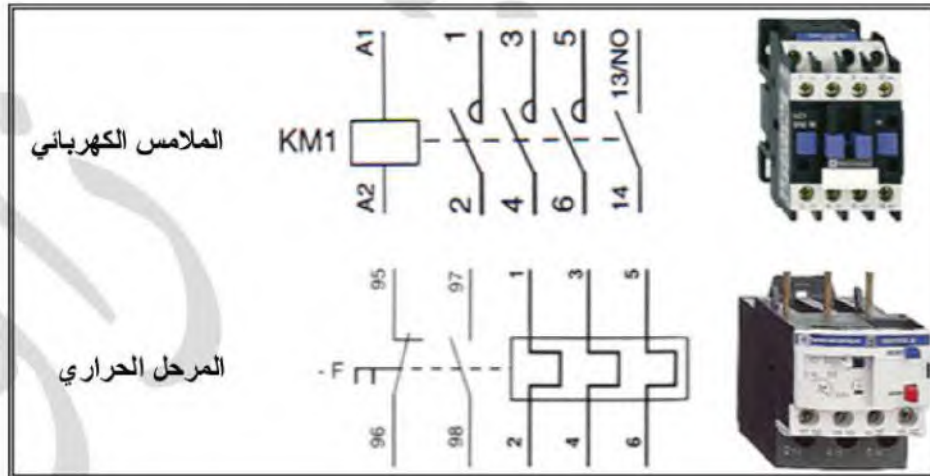 A1 1 3 5 13/NO
الملامس الكهربائي
KM1
A2 2 4 6 14
95 97 1 3 5
المرحل الحراري
- F
96 98 2 4 6